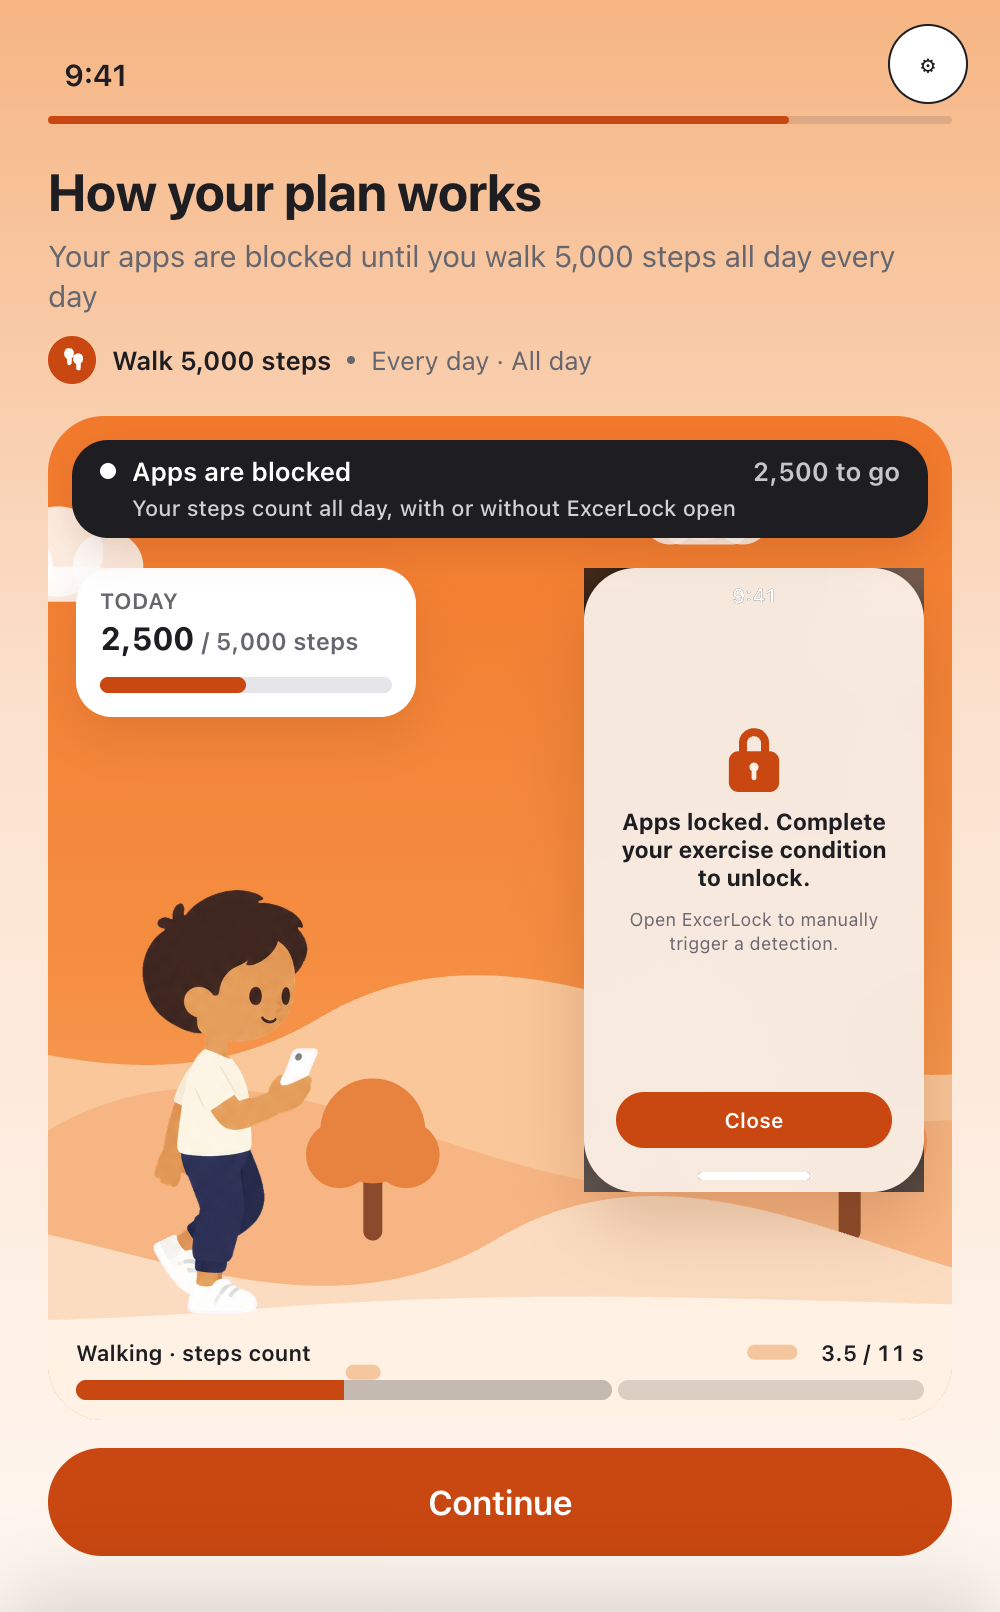 9:41
How your plan works
Your apps are blocked until you walk 5,000 steps all day every
day
Walk 5,000 steps • Every day · All day
Apps are blocked
2,500 to go
Your steps count all day, with or without ExcerLock open
TODAY
2,500 / 5,000 steps
9:41
Apps locked. Complete
your exercise condition
to unlock.
Open ExcerLock to manually
trigger a detection.
Close
Walking · steps count
3.5 / 11 s
Continue